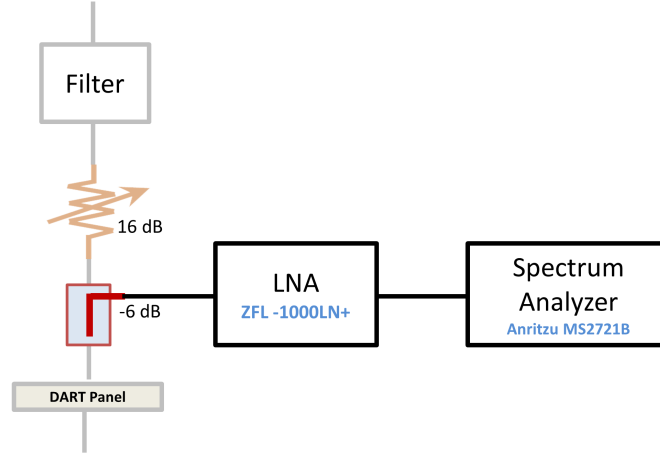 Filter
16 dB
-6 dB
LNA
ZFL -1000LN+
Spectrum
Analyzer
Anritzu MS2721B
DART Panel